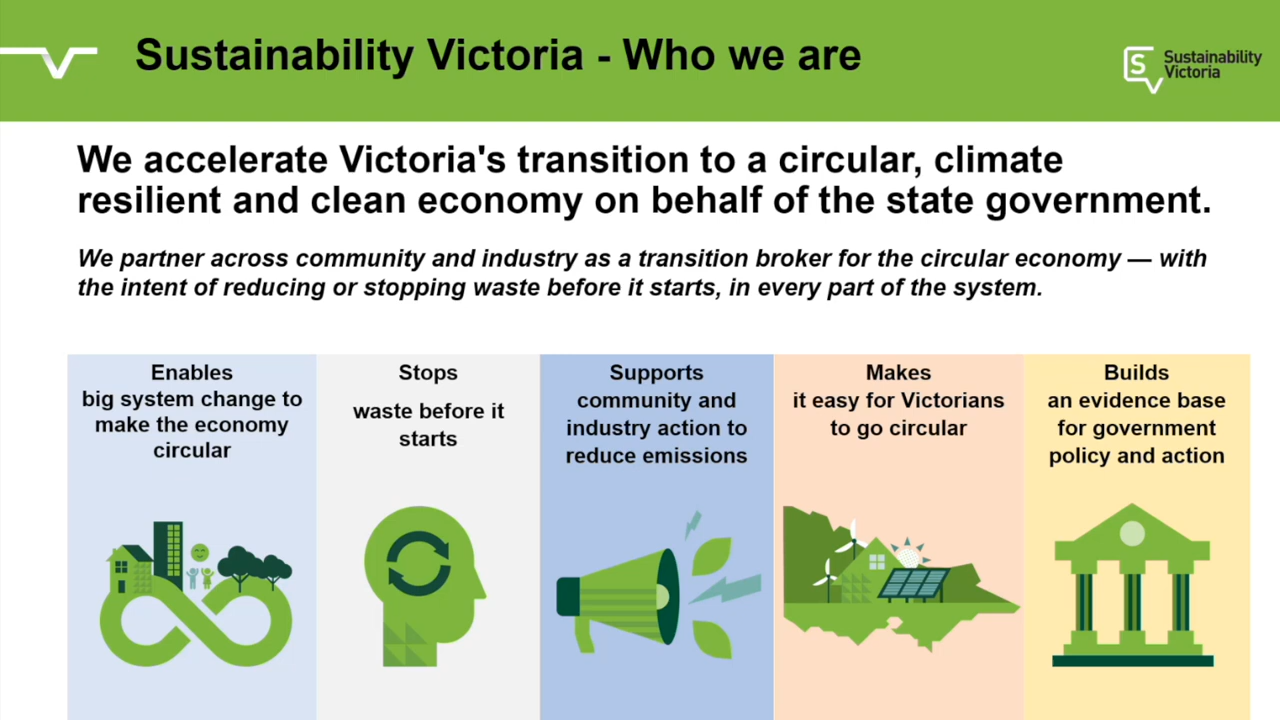 Sustainability Victoria - Who we are
Sustainability
Victoria
We accelerate Victoria's transition to a circular, climate
resilient and clean economy on behalf of the state government.
We partner across community and industry as a transition broker for the circular economy — with
the intent of reducing or stopping waste before it starts, in every part of the system.
Enables
big system change to
make the economy
circular
Stops
waste before it
starts
Supports
community and
industry action to
reduce emissions
Makes
it easy for Victorians
to go circular
Builds
an evidence base
for government
policy and action